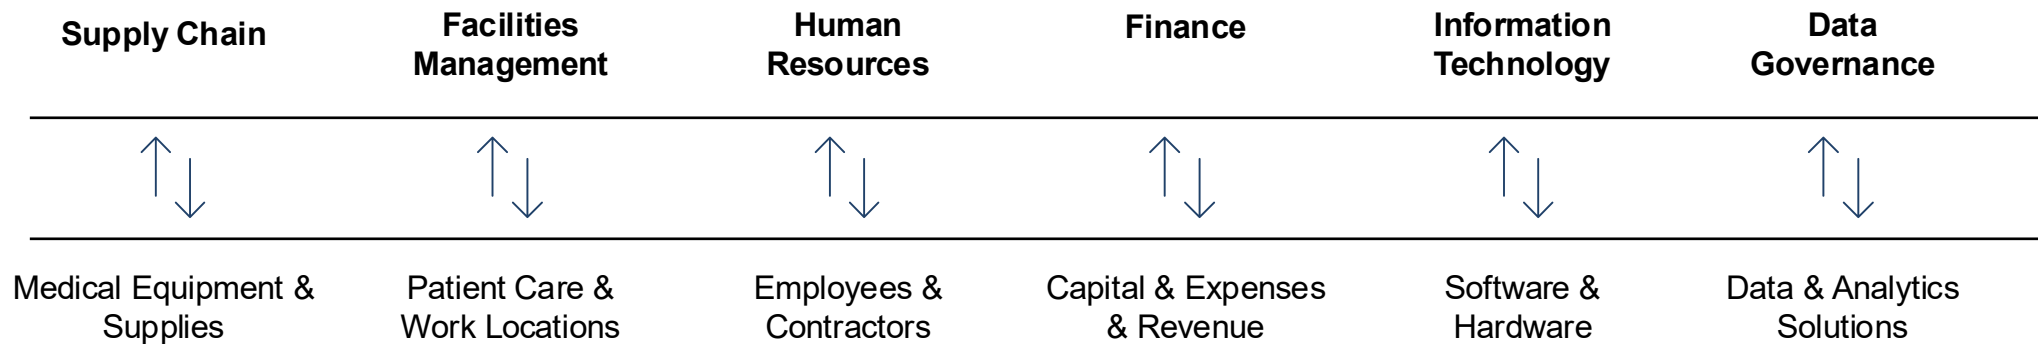 Supply Chain
Facilities
Management
Human
Resources
Finance
Information
Technology
Data
Governance
Medical Equipment &
Supplies
Patient Care &
Work Locations
Employees &
Contractors
Capital & Expenses
& Revenue
Software &
Hardware
Data & Analytics
Solutions